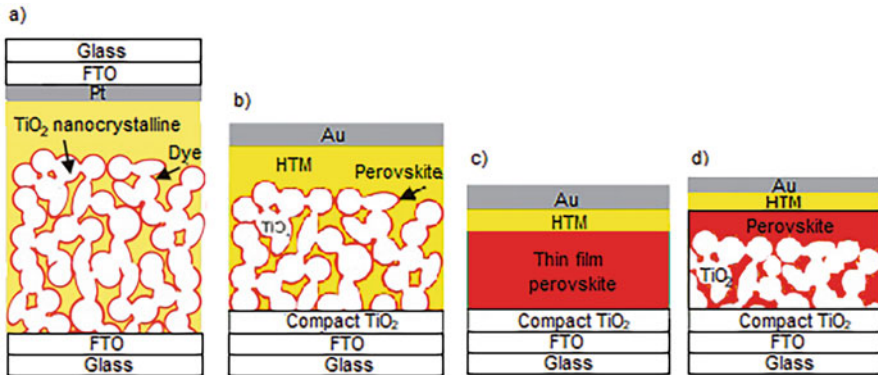 a)
Glass
FTO
Pt
TiO₂ nanocrystalline
Dye
FTO
Glass
b)
Au
HTM
Perovskite
Compact TiO₂
FTO
Glass
c)
Au
HTM
Thin film
perovskite
Compact TiO₂
FTO
Glass
d)
Au
HTM
Perovskite
TiO₂
Compact TiO₂
FTO
Glass